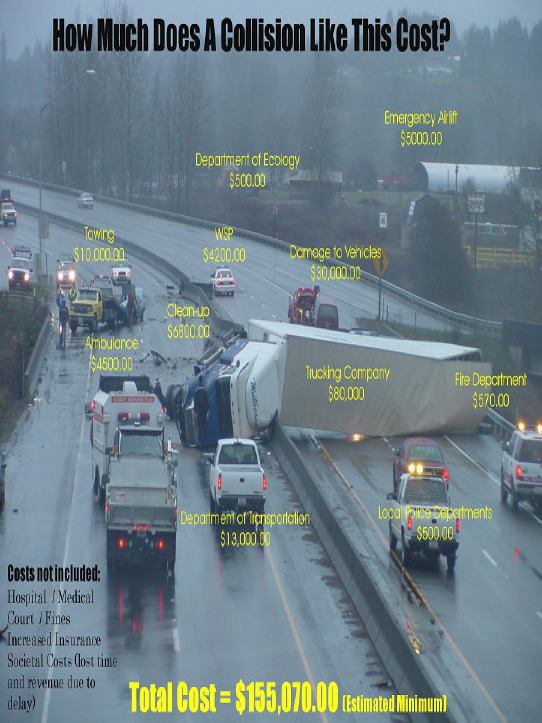 How Much Does A Collision Like This Cost?
Emergency Airlift
$5000.00
Department of Ecology
$500.00
Towing
$10,000.00
WSP
$4200.00
Damage to Vehicles
$30,000.00
Clean-up
$6800.00
Ambulance
$4500.00
Trucking Company
$80,000
Fire Department
$570.00
Department of Transportation
$13,000.00
Local Police Departments
$500.00
Costs not included:
Hospital / Medical
Court / Fines
Increased Insurance
Societal Costs (lost time
and revenue due to
delay)
Total Cost = $155,070.00 (Estimated Minimum)